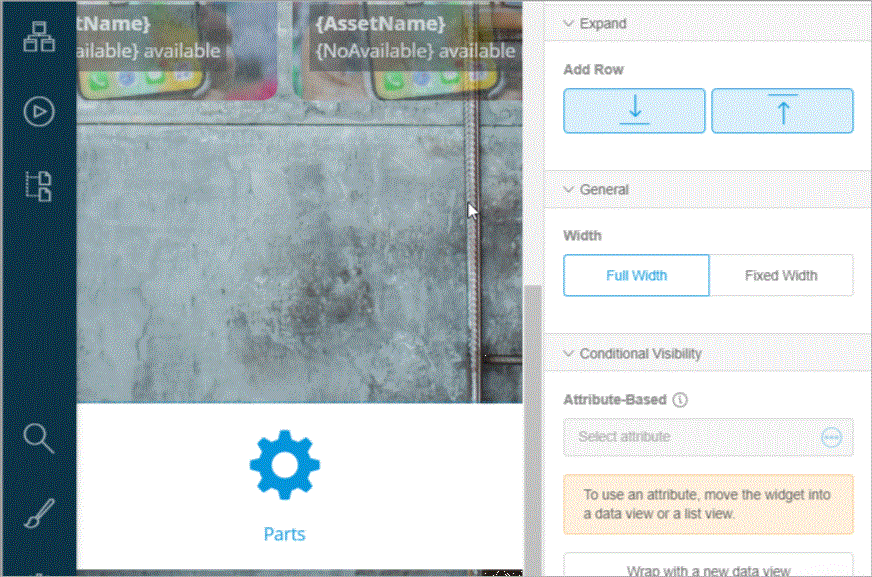 tName}
{AssetName}
ailable} available
{NoAvailable} available
Parts
Expand
Add Row
General
Width
Full Width
Fixed Width
Conditional Visibility
Attribute-Based
Select attribute
To use an attribute, move the widget into
a data view or a list view.
Wrap with a new data view